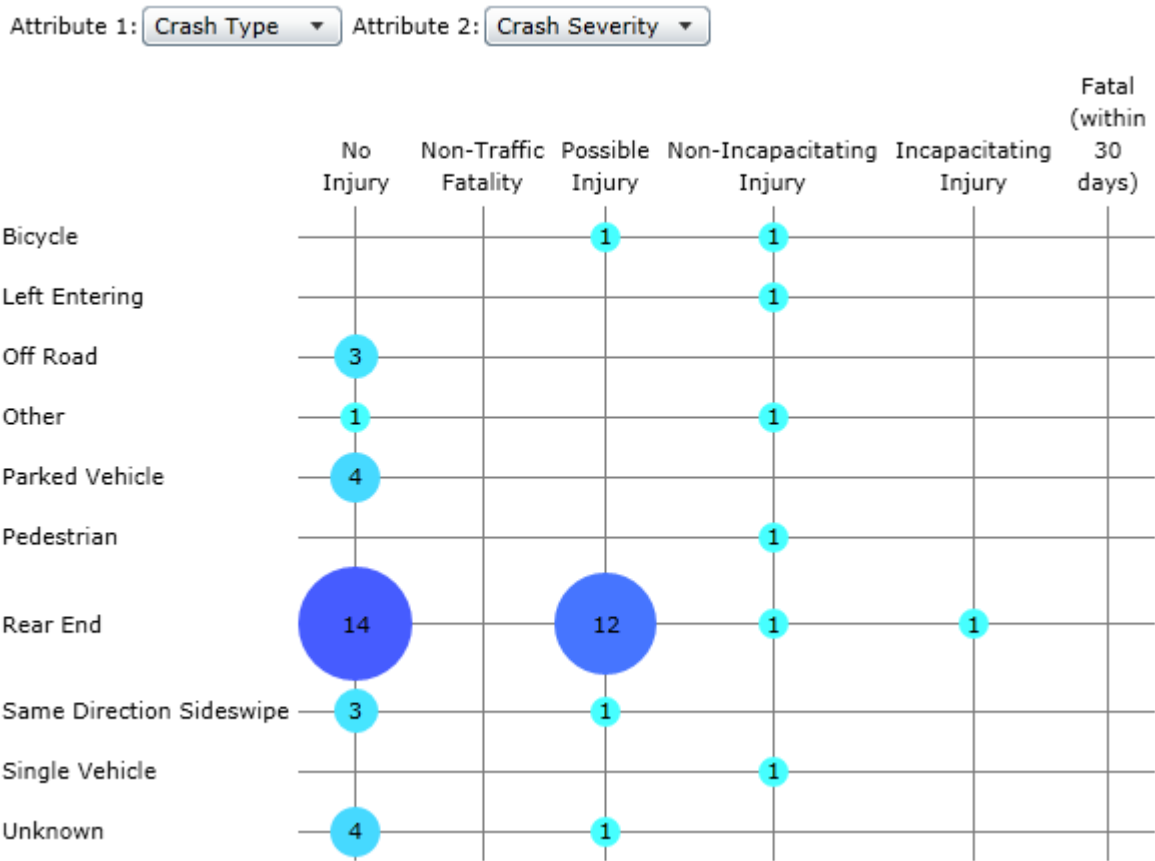 Attribute 1: Crash Type Attribute 2: Crash Severity
Fatal
(within
No Non-Traffic Possible Non-Incapacitating Incapacitating 30
Injury Fatality Injury Injury Injury days)
Bicycle 1 1
Left Entering 1
Off Road 3
Other 1 1
Parked Vehicle 4
Pedestrian 1
Rear End 14 12 1 1
Same Direction Sideswipe 3 1
Single Vehicle 1
Unknown 4 1